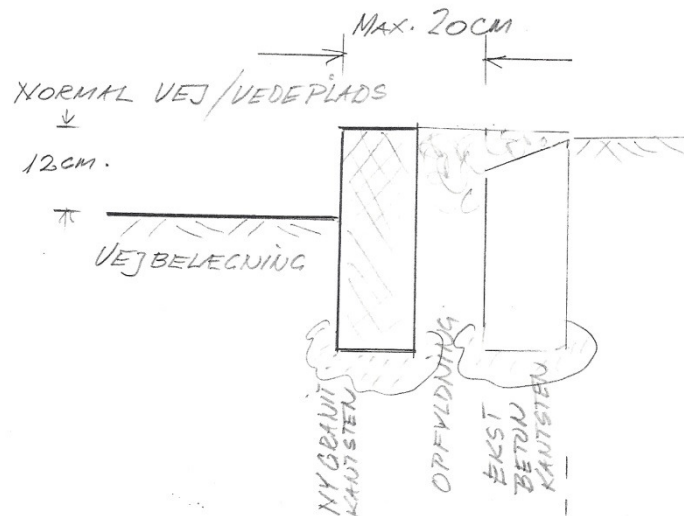 MAX. 20CM
NORMAL VEJ/VEDEPLADS
12cm.
VEJBELÆGNING
NY GRANIT
KANTSTEN
OPFYLDNING
EKST
BETON
KANTSTEN